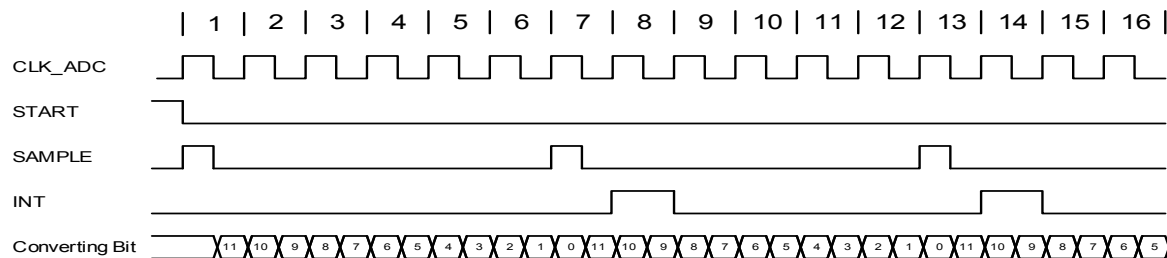 1 2 3 4 5 6 7 8 9 10 11 12 13 14 15 16
CLK_ADC
START
SAMPLE
INT
Converting Bit 11 10 9 8 7 6 5 4 3 2 1 0 11 10 9 8 7 6 5 4 3 2 1 0 11 10 9 8 7 6 5